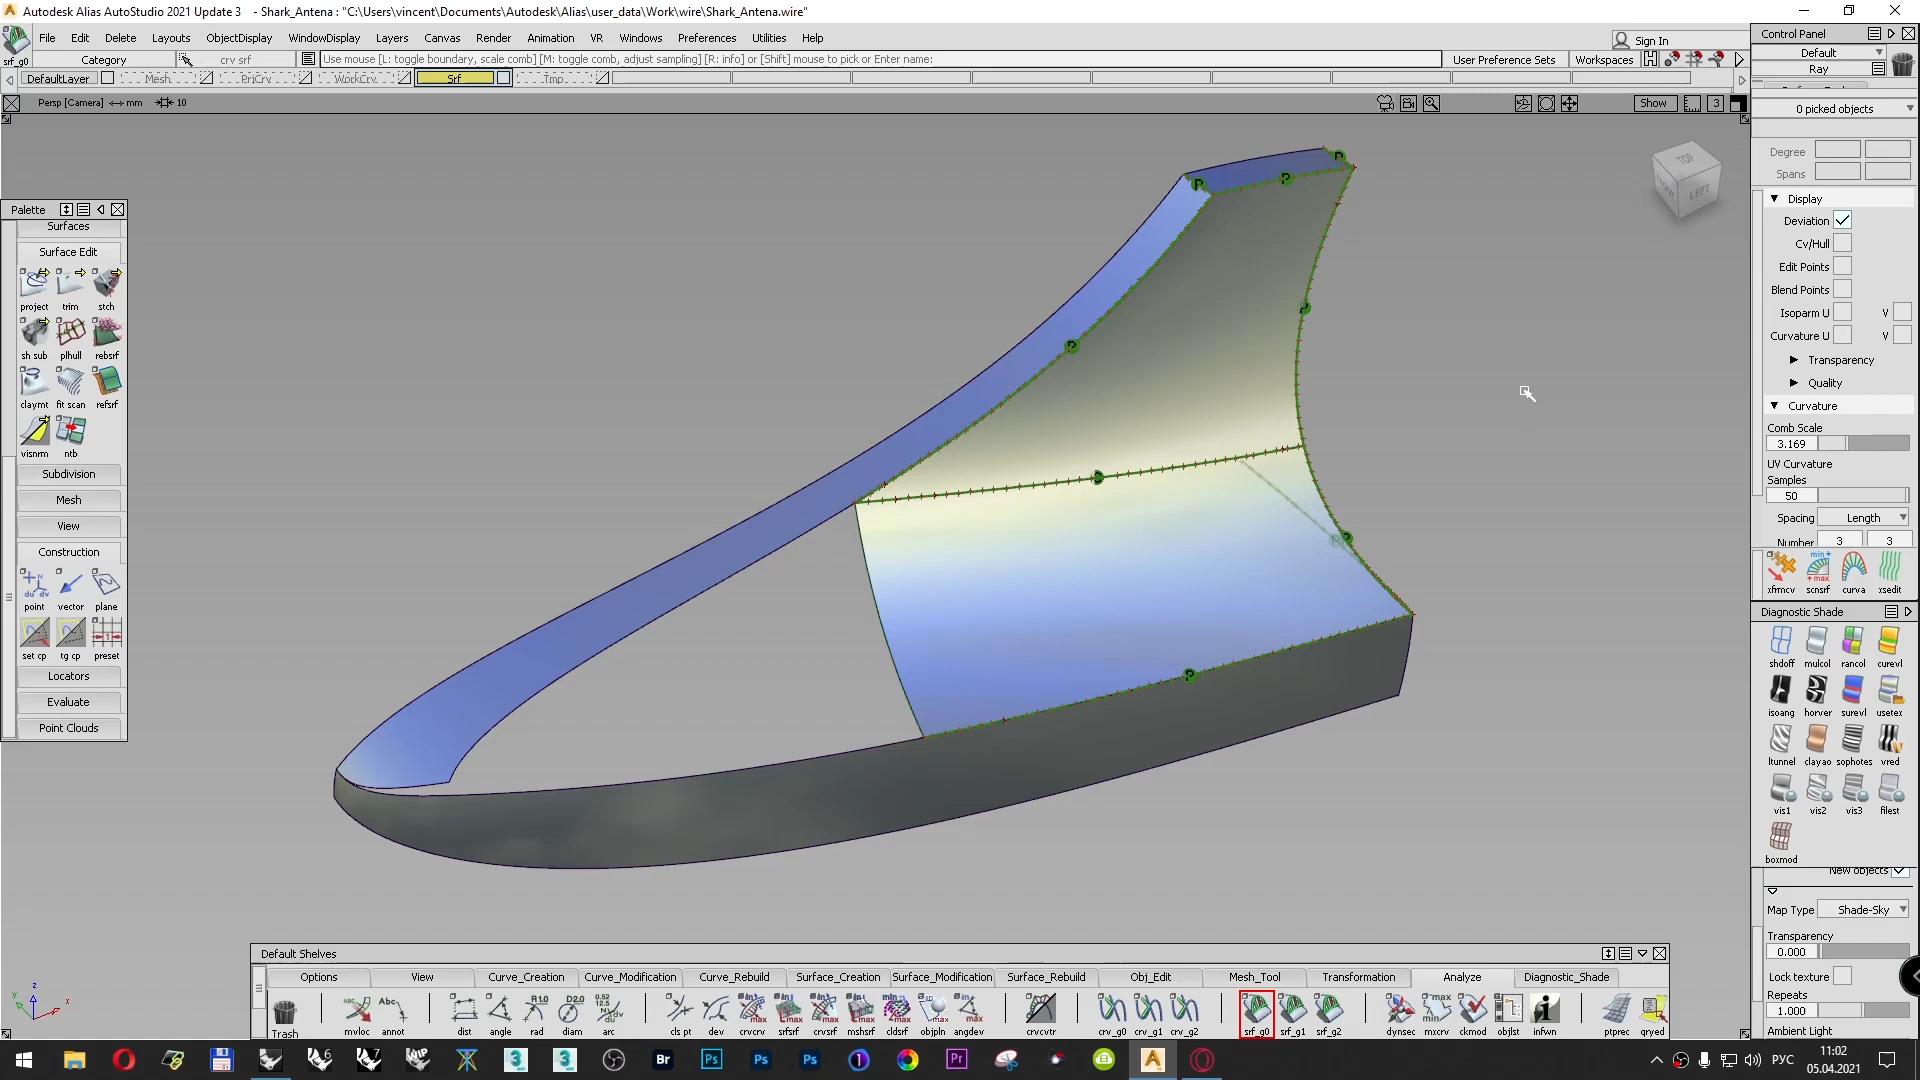 Autodesk Alias AutoStudio 2021 Update 3 - Shark_Antena : "C:\Users\vincent\Documents\Autodesk\Alias\user_data\Work\wire\Shark_Antena.wire"
File Edit Delete Layouts ObjectDisplay WindowDisplay Layers Canvas Render Animation VR Windows Preferences Utilities Help
Sign In
srf_g0 Category crv srf Use mouse [L: toggle boundary, scale comb] [M: toggle comb, adjust sampling] [R: info] or [Shift] mouse to pick or Enter name: User Preference Sets Workspaces
DefaultLayer Mesh PrjCrv WorkCrv Srf Tmp
Persp [Camera] mm 10
Show 3
Palette
Surfaces
Surface Edit
project trim stch
sh sub plhull rebsrf
claymt fit scan refsrf
visnrm ntb
Subdivision
Mesh
View
Construction
point vector plane
set cp tg cp preset
Locators
Evaluate
Point Clouds
TOP
LEFT
P
P
P
P
P
P
P
z
y
x
Control Panel
Default
Ray
0 picked objects
Degree
Spans
Display
Deviation
Cv/Hull
Edit Points
Blend Points
Isoparm U V
Curvature U V
Transparency
Quality
Curvature
Comb Scale
3.169
UV Curvature
Samples
50
Spacing Length
Number 3 3
xfrmcv scnsrf curva xsedit
Diagnostic Shade
shdoff mulcol rancol curevl
isoang horver surevl usetex
ltunnel clayao sophotes vred
vis1 vis2 vis3 filest
boxmod
New objects
Map Type Shade-Sky
Transparency
0.000
Lock texture
Repeats
1.000
Ambient Light
Default Shelves
Options View Curve_Creation Curve_Modification Curve_Rebuild Surface_Creation Surface_Modification Surface_Rebuild Obj_Edit Mesh_Tool Transformation Analyze Diagnostic_Shade
Trash mvloc annot dist angle rad diam arc cls pt dev crvcrv srfsrf crvsrf mshsrf cldsrf objpln angdev crvcvtr crv_g0 crv_g1 crv_g2 srf_g0 srf_g1 srf_g2 dynsec mxcrv ckmod objlst infwn ptprec qryed
РУС
11:02
05.04.2021